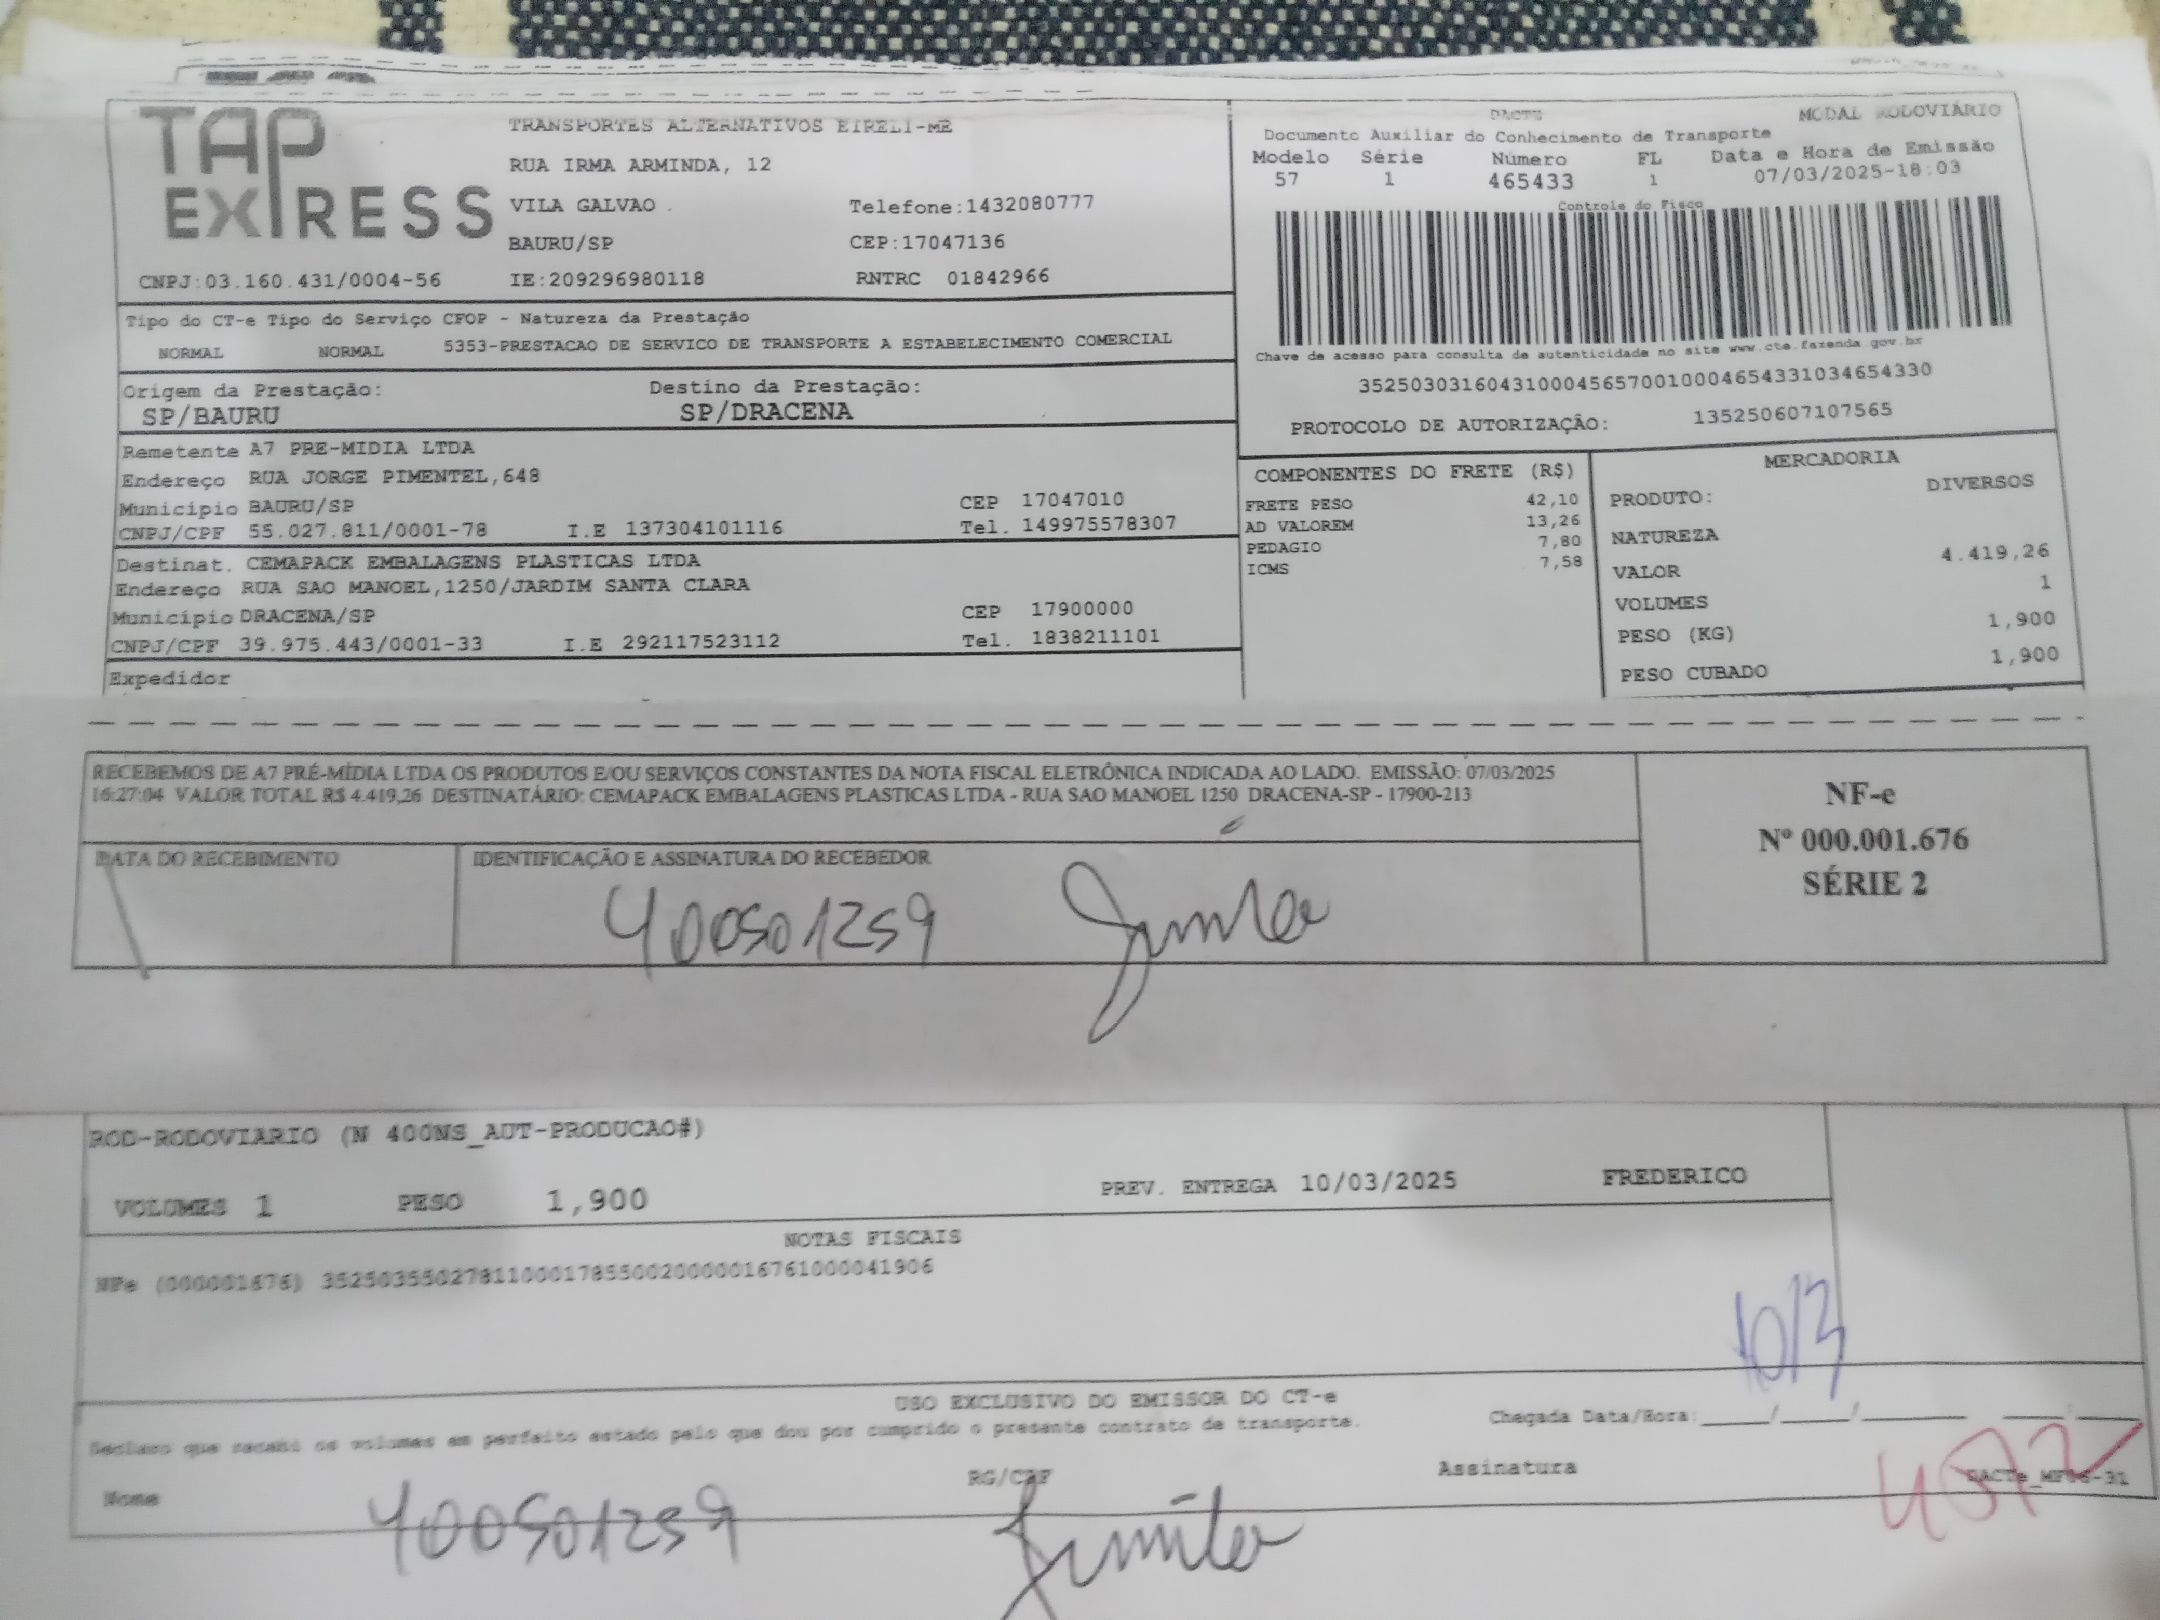 TAP EXPRESS
TRANSPORTES ALTERNATIVOS EIRELI-ME
RUA IRMA ARMINDA, 12
VILA GALVAO . Telefone:1432080777
BAURU/SP CEP:17047136
CNPJ:03.160.431/0004-56 IE:209296980118 RNTRC 01842966
DACTE MODAL RODOVIÁRIO
Documento Auxiliar do Conhecimento de Transporte
Modelo Série Número FL Data e Hora de Emissão
57 1 465433 1 07/03/2025-18:03
Controle do Fisco
Chave de acesso para consulta de autenticidade no site www.cte.fazenda.gov.br
35250303160431000456570010004654331034654330
PROTOCOLO DE AUTORIZAÇÃO: 135250607107565
Tipo do CT-e Tipo do Serviço CFOP - Natureza da Prestação
NORMAL NORMAL 5353-PRESTACAO DE SERVICO DE TRANSPORTE A ESTABELECIMENTO COMERCIAL
Origem da Prestação: Destino da Prestação:
SP/BAURU SP/DRACENA
Remetente A7 PRE-MIDIA LTDA
Endereço RUA JORGE PIMENTEL,648
Município BAURU/SP CEP 17047010
CNPJ/CPF 55.027.811/0001-78 I.E 137304101116 Tel. 149975578307
Destinat. CEMAPACK EMBALAGENS PLASTICAS LTDA
Endereço RUA SAO MANOEL,1250/JARDIM SANTA CLARA
Município DRACENA/SP CEP 17900000
CNPJ/CPF 39.975.443/0001-33 I.E 292117523112 Tel. 1838211101
Expedidor
COMPONENTES DO FRETE (R$)
FRETE PESO 42,10
AD VALOREM 13,26
PEDAGIO 7,80
ICMS 7,58
MERCADORIA
PRODUTO: DIVERSOS
NATUREZA
VALOR 4.419,26
VOLUMES 1
PESO (KG) 1,900
PESO CUBADO 1,900
RECEBEMOS DE A7 PRÉ-MÍDIA LTDA OS PRODUTOS E/OU SERVIÇOS CONSTANTES DA NOTA FISCAL ELETRÔNICA INDICADA AO LADO. EMISSÃO: 07/03/2025
16:27:04 VALOR TOTAL R$ 4.419,26 DESTINATÁRIO: CEMAPACK EMBALAGENS PLASTICAS LTDA - RUA SAO MANOEL 1250 DRACENA-SP - 17900-213
DATA DO RECEBIMENTO IDENTIFICAÇÃO E ASSINATURA DO RECEBEDOR
400501259
NF-e
Nº 000.001.676
SÉRIE 2
ROD-RODOVIARIO (N 400NS_AUT-PRODUCAO#)
VOLUMES 1 PESO 1,900 PREV. ENTREGA 10/03/2025 FREDERICO
NOTAS FISCAIS
NFe (000001676) 35250355027811000178550020000016761000041906
10/3
USO EXCLUSIVO DO EMISSOR DO CT-e
Declaro que recebi os volumes em perfeito estado pelo que dou por cumprido o presente contrato de transporte. Chegada Data/Hora:_____/_____/________ ____:____
Nome RG/CPF Assinatura
400501259